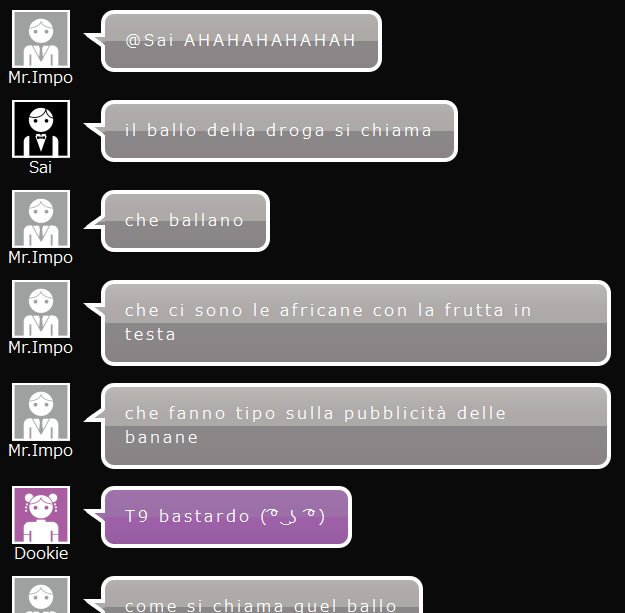 @Sai AHAHAHAHAHAH
Mr.Impo
il ballo della droga si chiama
Sai
che ballano
Mr.Impo
che ci sono le africane con la frutta in
testa
Mr.Impo
che fanno tipo sulla pubblicità delle
banane
Mr.Impo
T9 bastardo ( ͡° ͜ʖ ͡°)
Dookie
come si chiama quel ballo